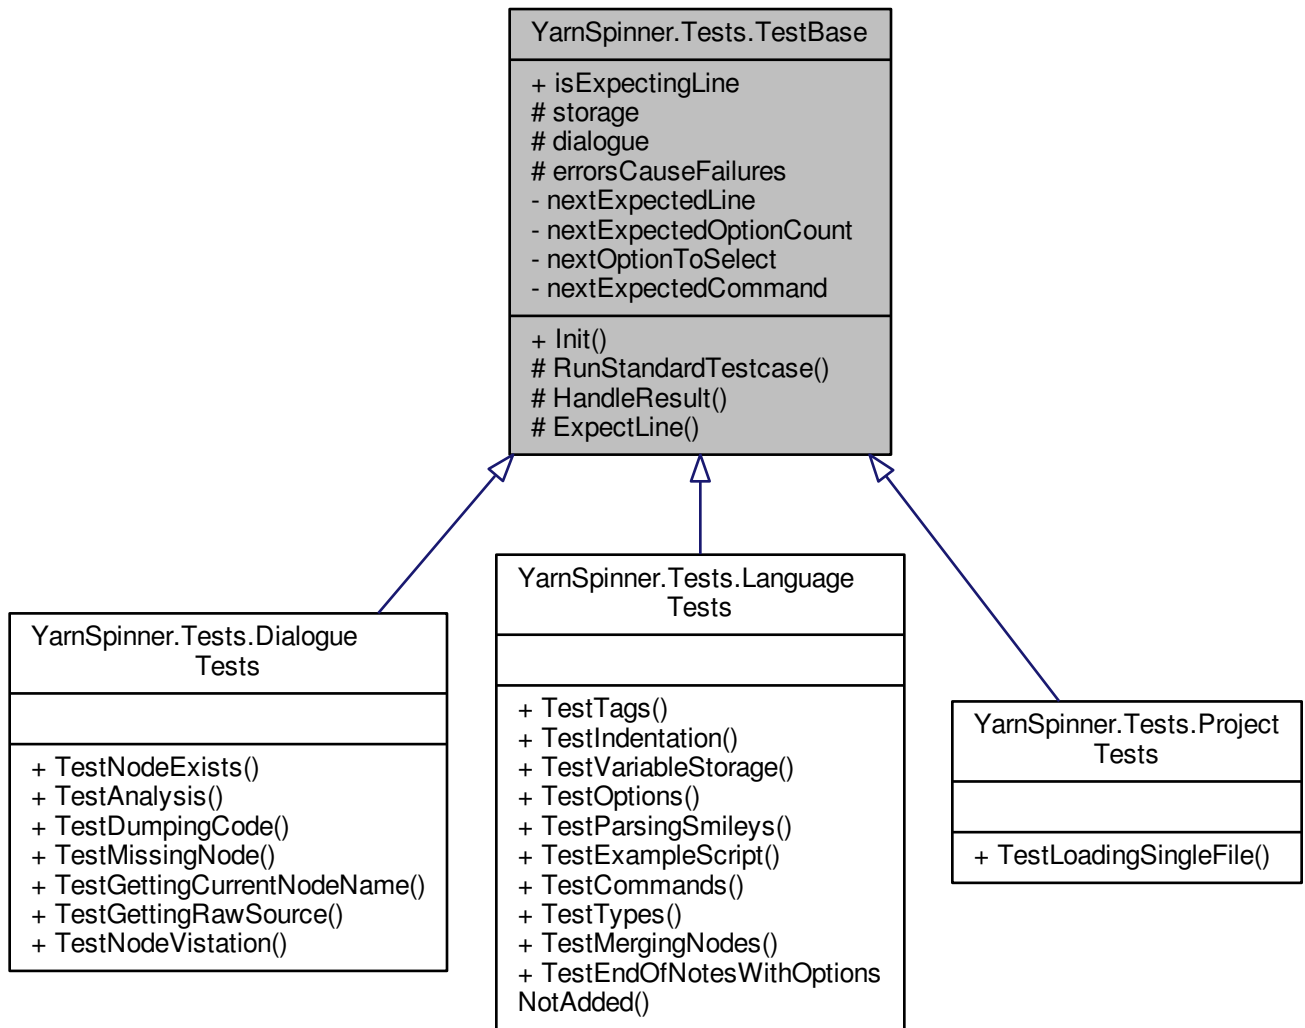 YarnSpinner.Tests.TestBase
+ isExpectingLine
# storage
# dialogue
# errorsCauseFailures
- nextExpectedLine
- nextExpectedOptionCount
- nextOptionToSelect
- nextExpectedCommand
+ Init()
# RunStandardTestcase()
# HandleResult()
# ExpectLine()
YarnSpinner.Tests.Dialogue
Tests
+ TestNodeExists()
+ TestAnalysis()
+ TestDumpingCode()
+ TestMissingNode()
+ TestGettingCurrentNodeName()
+ TestGettingRawSource()
+ TestNodeVistation()
YarnSpinner.Tests.Language
Tests
+ TestTags()
+ TestIndentation()
+ TestVariableStorage()
+ TestOptions()
+ TestParsingSmileys()
+ TestExampleScript()
+ TestCommands()
+ TestTypes()
+ TestMergingNodes()
+ TestEndOfNotesWithOptions
NotAdded()
YarnSpinner.Tests.Project
Tests
+ TestLoadingSingleFile()